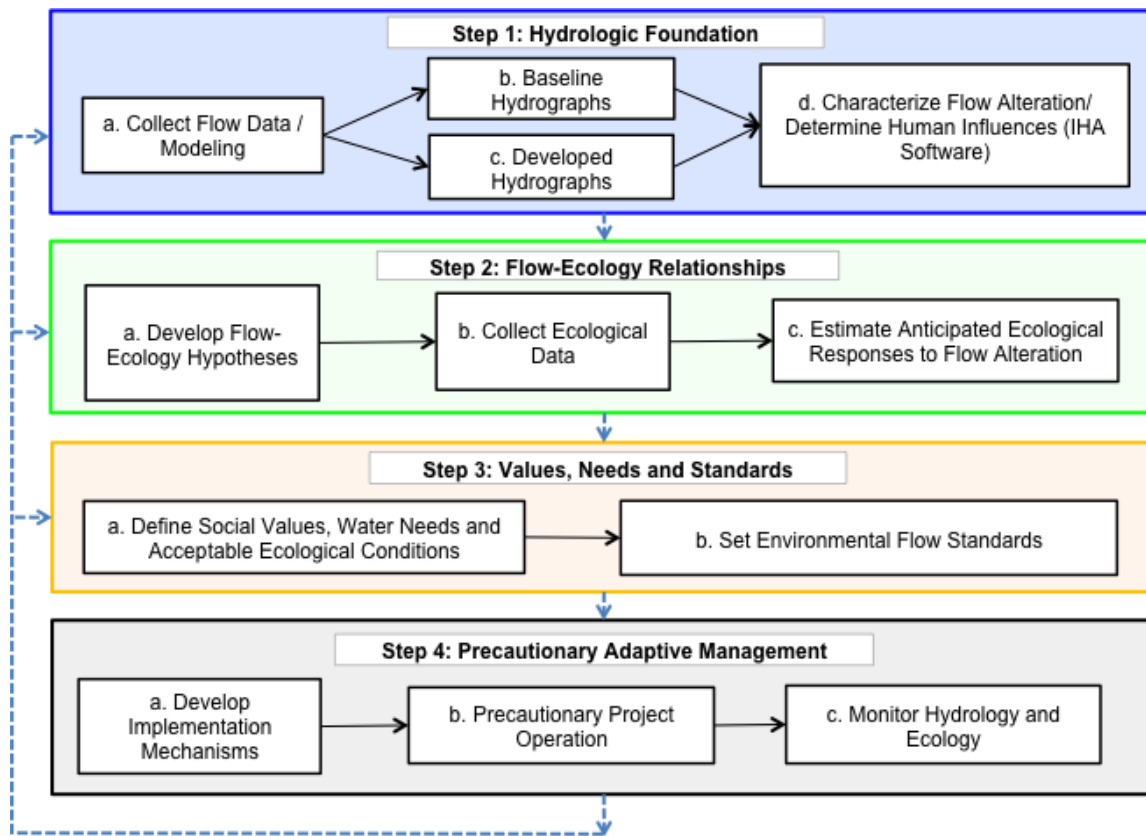 Step 1: Hydrologic Foundation
a. Collect Flow Data /
Modeling
b. Baseline
Hydrographs
c. Developed
Hydrographs
d. Characterize Flow Alteration/
Determine Human Influences (IHA
Software)
Step 2: Flow-Ecology Relationships
a. Develop Flow-
Ecology Hypotheses
b. Collect Ecological
Data
c. Estimate Anticipated Ecological
Responses to Flow Alteration
Step 3: Values, Needs and Standards
a. Define Social Values, Water Needs and
Acceptable Ecological Conditions
b. Set Environmental Flow Standards
Step 4: Precautionary Adaptive Management
a. Develop
Implementation
Mechanisms
b. Precautionary Project
Operation
c. Monitor Hydrology and
Ecology